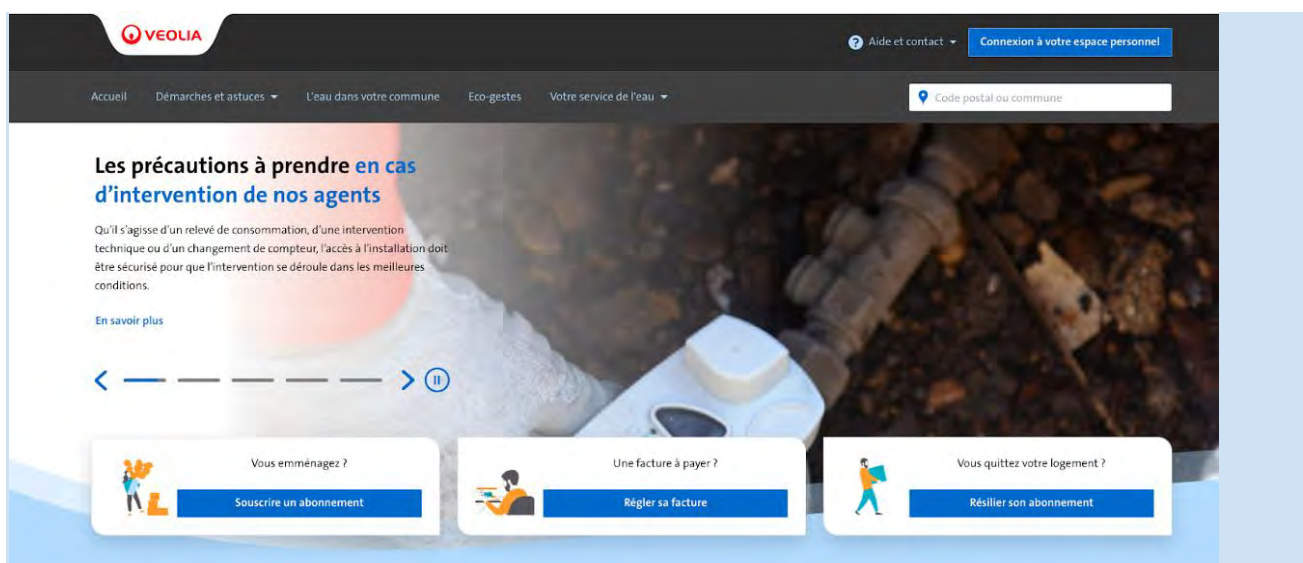 VEOLIA
Aide et contact
Connexion à votre espace personnel
Accueil Démarches et astuces L'eau dans votre commune Eco-gestes Votre service de l'eau
Code postal ou commune
Les précautions à prendre en cas
d'intervention de nos agents
Qu'il s'agisse d'un relevé de consommation, d'une intervention
technique ou d'un changement de compteur, l'accès à l'installation doit
être sécurisé pour que l'intervention se déroule dans les meilleures
conditions.
En savoir plus
Vous emménagez ?
Souscrire un abonnement
Une facture à payer ?
Régler sa facture
Vous quittez votre logement ?
Résilier son abonnement